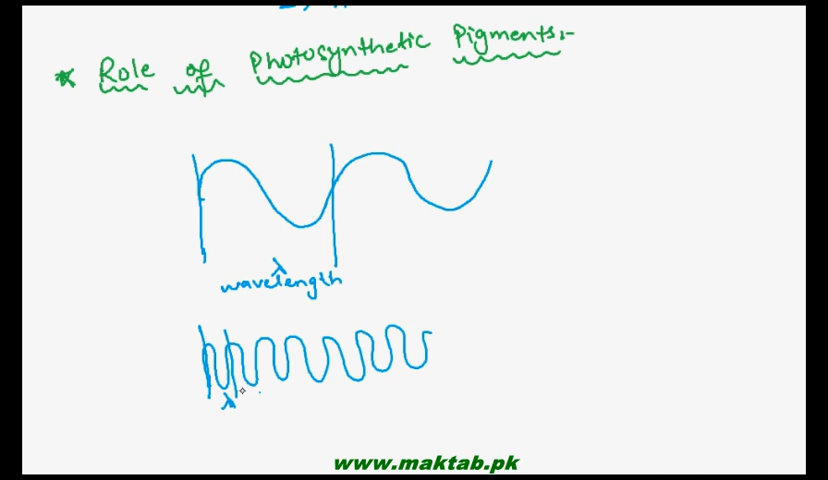 * Role of Photosynthetic Pigments:-
λ
wavelength
λ
www.maktab.pk